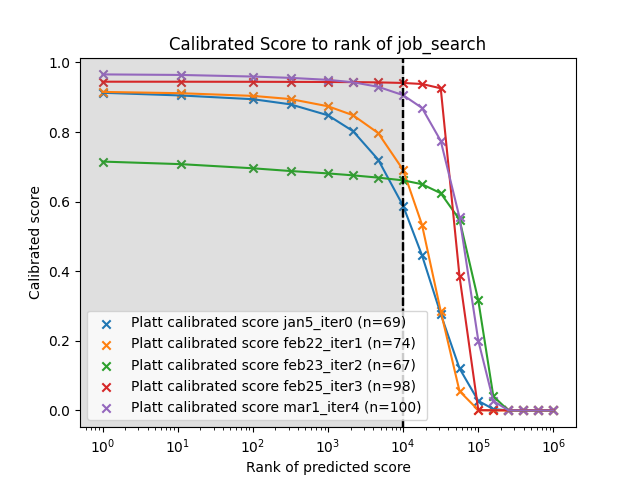 Calibrated Score to rank of job_search
Calibrated score
1.0
0.8
0.6
0.4
0.2
0.0
Platt calibrated score jan5_iter0 (n=69)
Platt calibrated score feb22_iter1 (n=74)
Platt calibrated score feb23_iter2 (n=67)
Platt calibrated score feb25_iter3 (n=98)
Platt calibrated score mar1_iter4 (n=100)
10⁰ 10¹ 10² 10³ 10⁴ 10⁵ 10⁶
Rank of predicted score